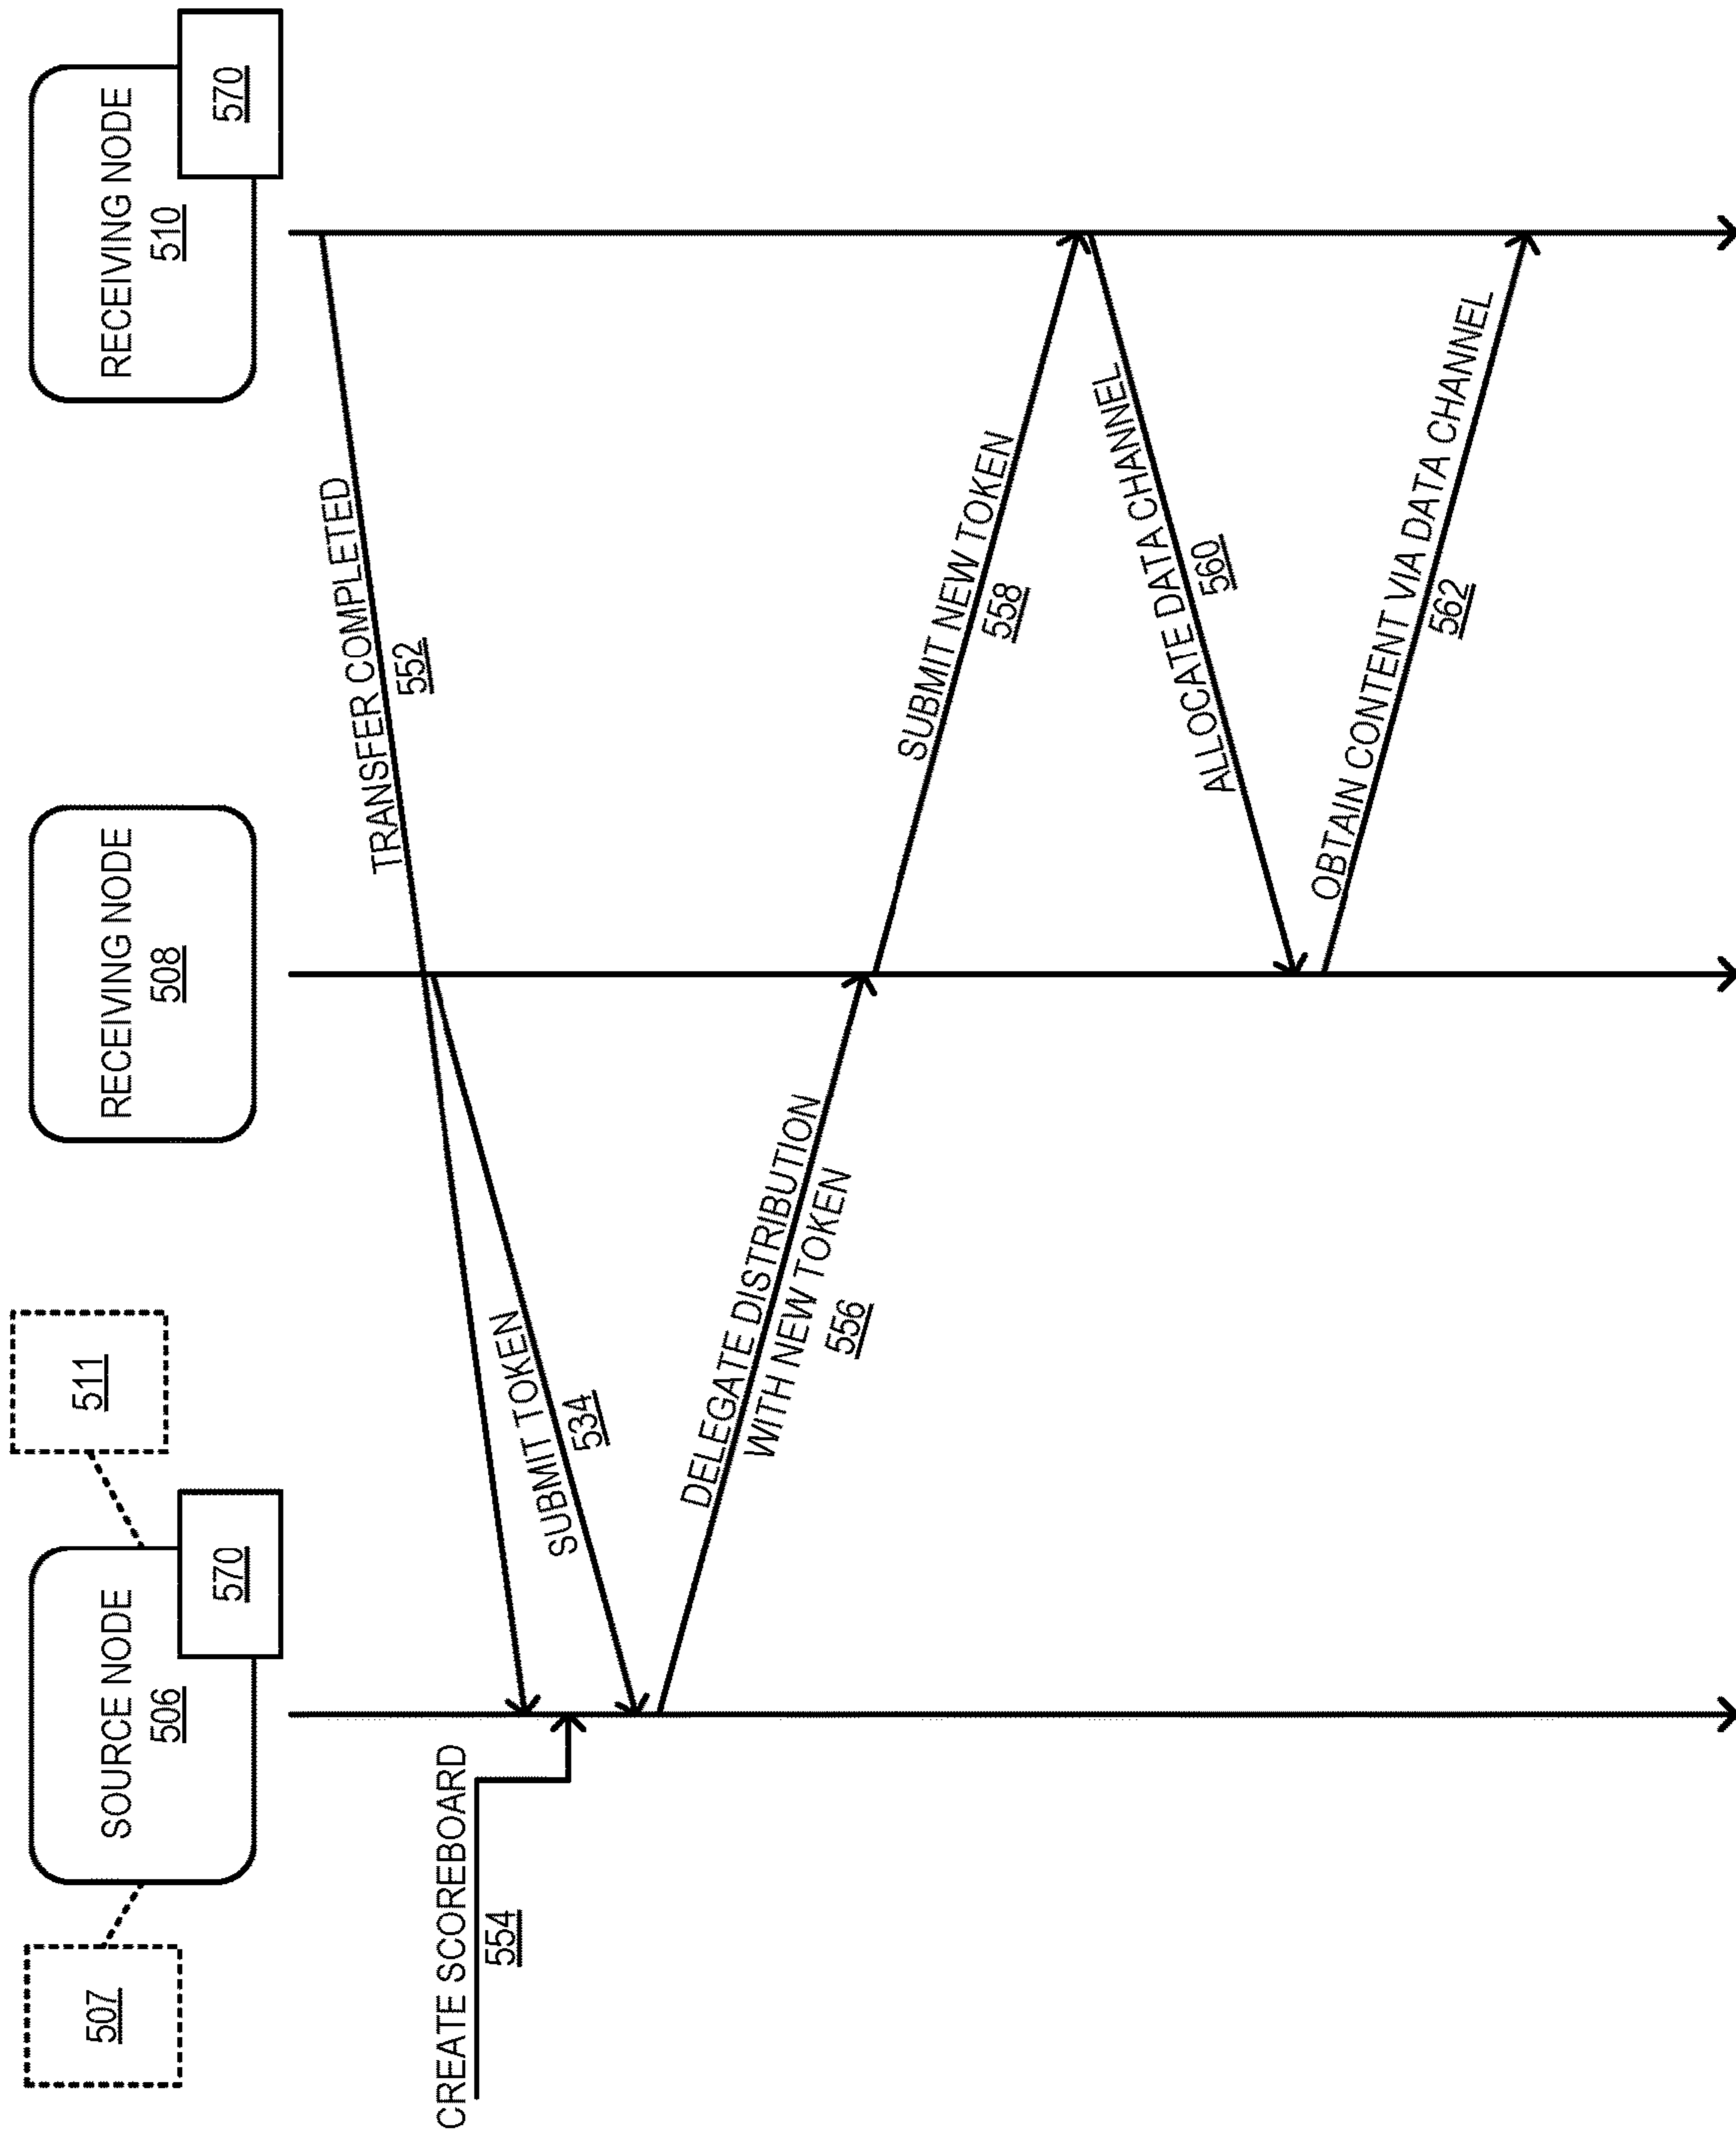 507
SOURCE NODE
506
570
511
RECEIVING NODE
508
RECEIVING NODE
510
570
TRANSFER COMPLETED
552
CREATE SCOREBOARD
554
SUBMIT TOKEN
534
DELEGATE DISTRIBUTION
WITH NEW TOKEN
556
SUBMIT NEW TOKEN
558
ALLOCATE DATA CHANNEL
560
OBTAIN CONTENT VIA DATA CHANNEL
562